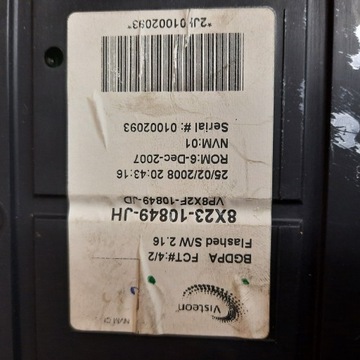 Visteon
BGDPA FCT#:4/2
Flashed S/W 2.16
8X23-10849-JH
VP8X2F-10849-JD
25/02/2008 20:43:16
ROM:6-Dec-2007
NVM:01
Serial #: 01002093